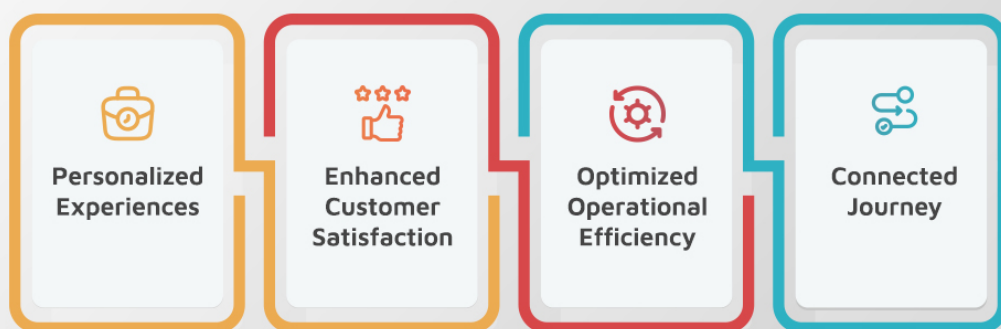 Personalized
Experiences
Enhanced
Customer
Satisfaction
Optimized
Operational
Efficiency
Connected
Journey